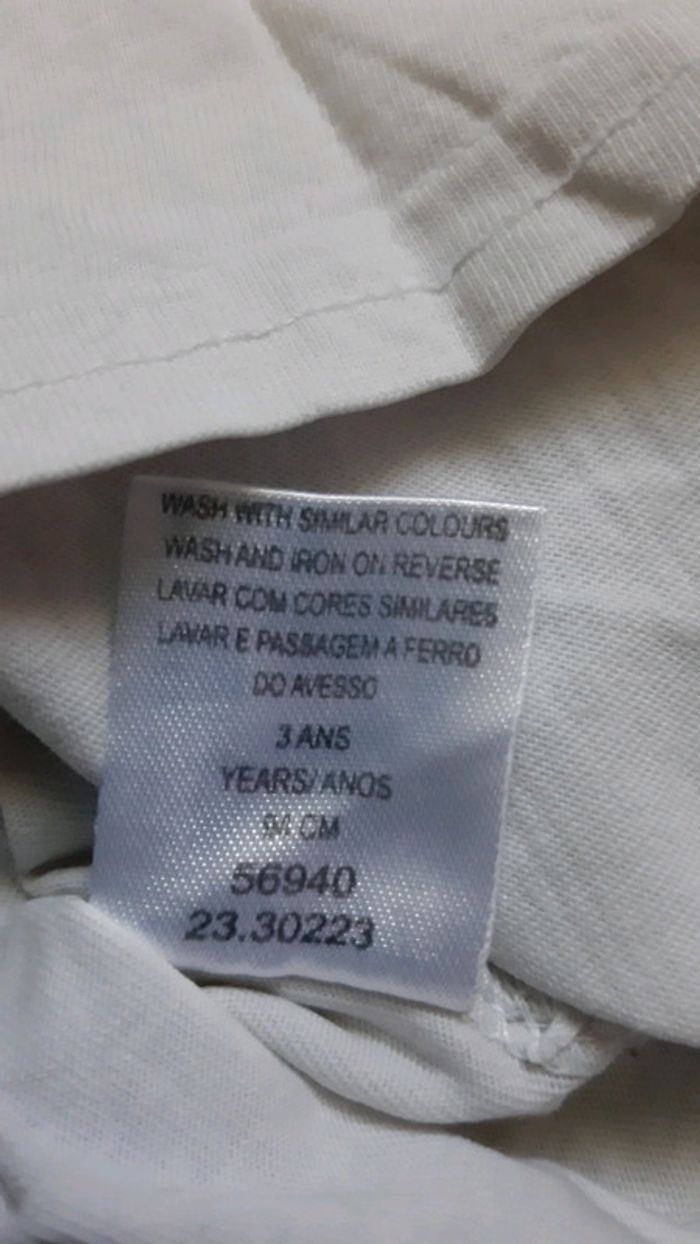 WASH WITH SIMILAR COLOURS
WASH AND IRON ON REVERSE
LAVAR COM CORES SIMILARES
LAVAR E PASSAGEM A FERRO
DO AVESSO
3 ANS
YEARS/ANOS
94 CM
56940
23.30223